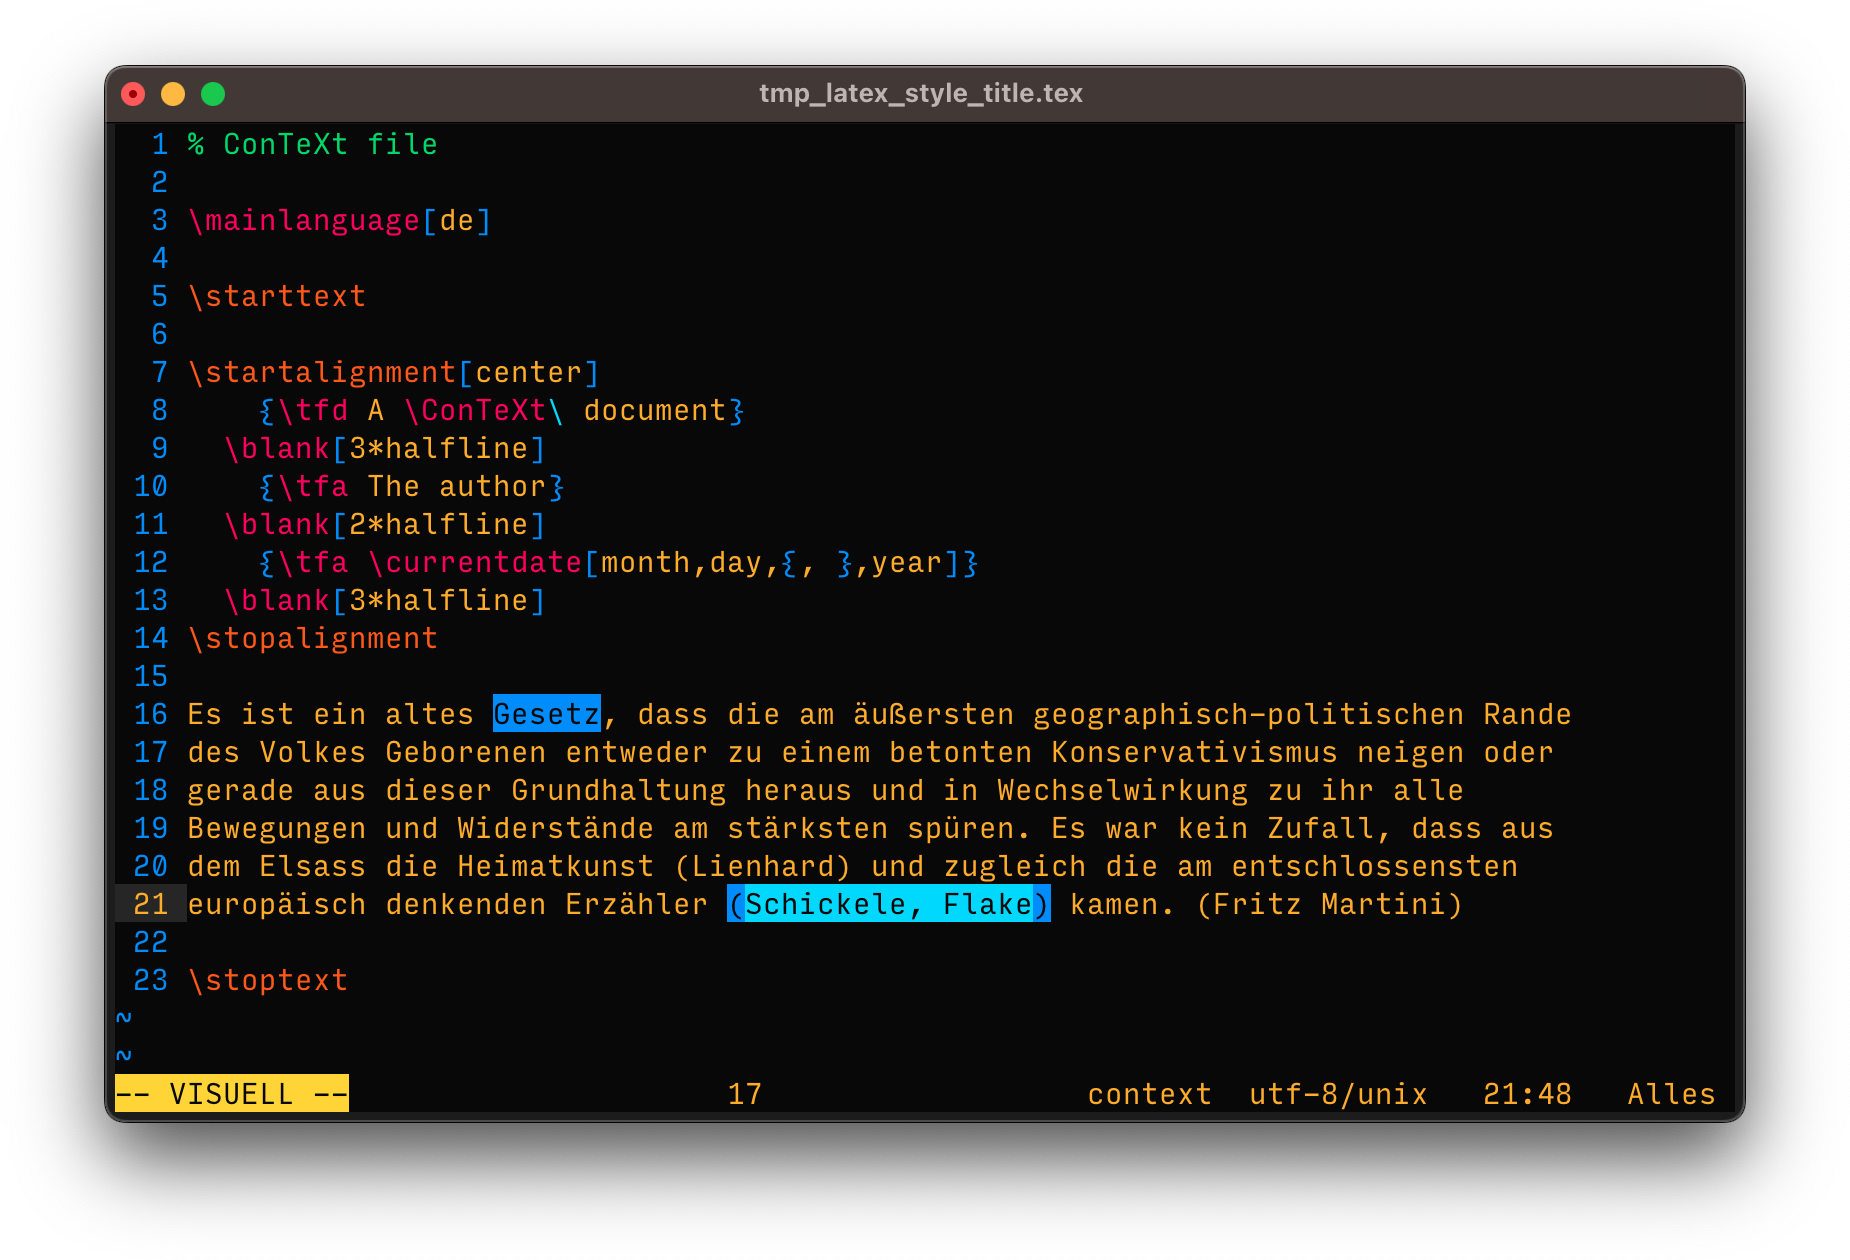 tmp_latex_style_title.tex
1 % ConTeXt file
2
3 \mainlanguage[de]
4
5 \starttext
6
7 \startalignment[center]
8     {\tfd A \ConTeXt\ document}
9   \blank[3*halfline]
10     {\tfa The author}
11   \blank[2*halfline]
12     {\tfa \currentdate[month,day,{, },year]}
13   \blank[3*halfline]
14 \stopalignment
15
16 Es ist ein altes Gesetz, dass die am äußersten geographisch-politischen Rande
17 des Volkes Geborenen entweder zu einem betonten Konservativismus neigen oder
18 gerade aus dieser Grundhaltung heraus und in Wechselwirkung zu ihr alle
19 Bewegungen und Widerstände am stärksten spüren. Es war kein Zufall, dass aus
20 dem Elsass die Heimatkunst (Lienhard) und zugleich die am entschlossensten
21 europäisch denkenden Erzähler (Schickele, Flake) kamen. (Fritz Martini)
22
23 \stoptext
~
~
-- VISUELL -- 17 context utf-8/unix 21:48 Alles